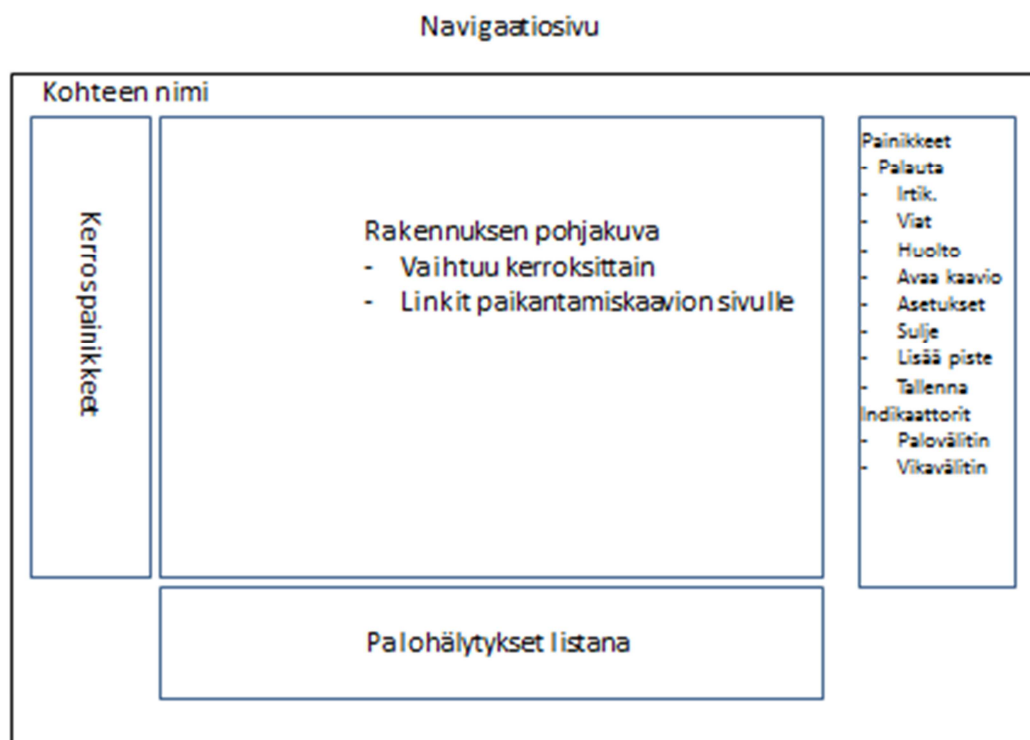 Navigaatiosivu
Kohteen nimi
Kerrospainikkeet
Rakennuksen pohjakuva
- Vaihtuu kerroksittain
- Linkit paikantamiskaavion sivulle
Painikkeet
- Palauta
- Irtik.
- Viat
- Huolto
- Avaa kaavio
- Asetukset
- Sulje
- Lisää piste
- Tallenna
Indikaattorit
- Palovälitin
- Vikavälitin
Palohälytykset listana